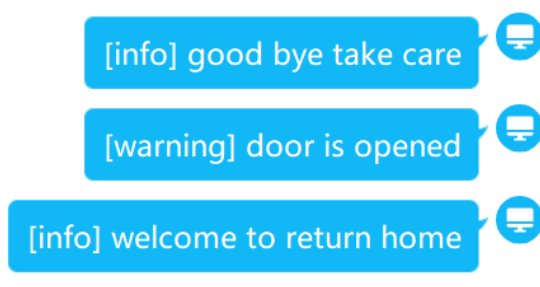 [info] good bye take care
[warning] door is opened
[info] welcome to return home